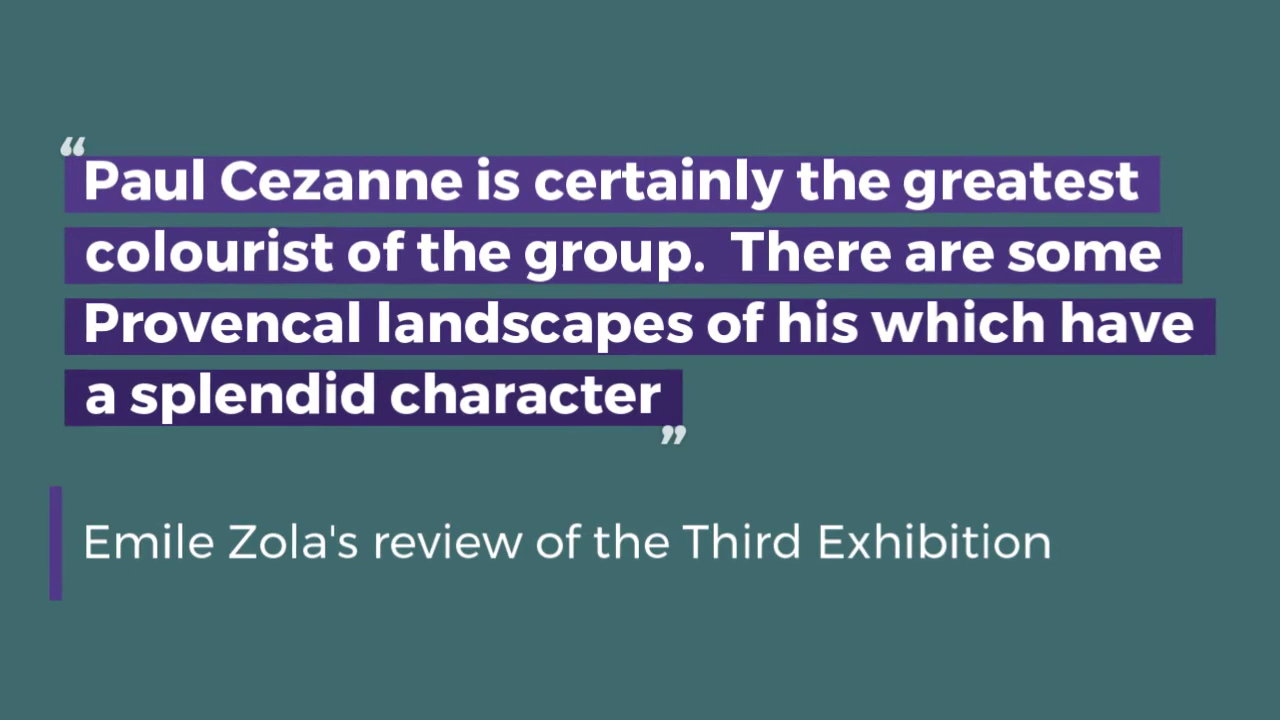 “Paul Cezanne is certainly the greatest
colourist of the group.  There are some
Provencal landscapes of his which have
a splendid character”
Emile Zola's review of the Third Exhibition